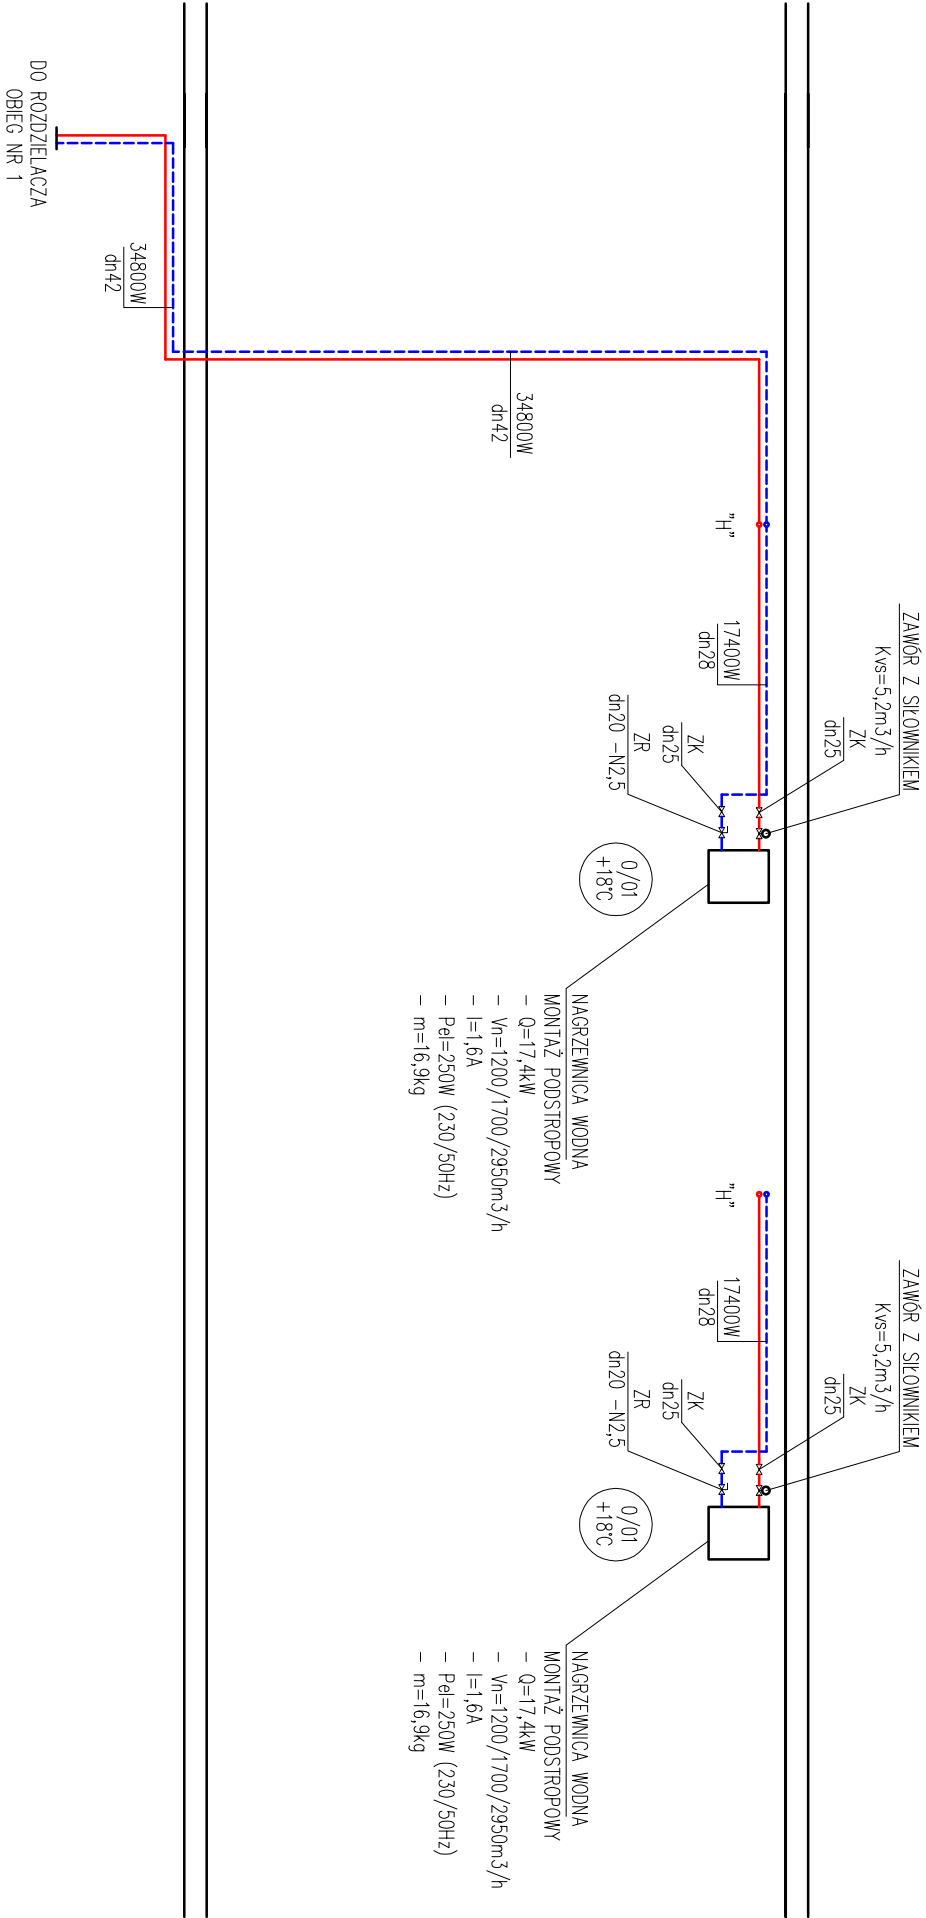 ZAWÓR Z SIŁOWNIKIEM
Kvs=5,2m3/h
ZK
dn25
17400W
dn28
"H"
ZK
dn25
ZR
dn20 -N2,5
0/01
+18°C
NAGRZEWNICA WODNA
MONTAŻ PODSTROPOWY
- Q=17,4kW
- Vn=1200/1700/2950m3/h
- I=1,6A
- Pel=250W (230/50Hz)
- m=16,9kg
ZAWÓR Z SIŁOWNIKIEM
Kvs=5,2m3/h
ZK
dn25
"H"
17400W
dn28
ZK
dn25
ZR
dn20 -N2,5
0/01
+18°C
NAGRZEWNICA WODNA
MONTAŻ PODSTROPOWY
- Q=17,4kW
- Vn=1200/1700/2950m3/h
- I=1,6A
- Pel=250W (230/50Hz)
- m=16,9kg
34800W
dn42
34800W
dn42
DO ROZDZIELACZA
OBIEG NR 1